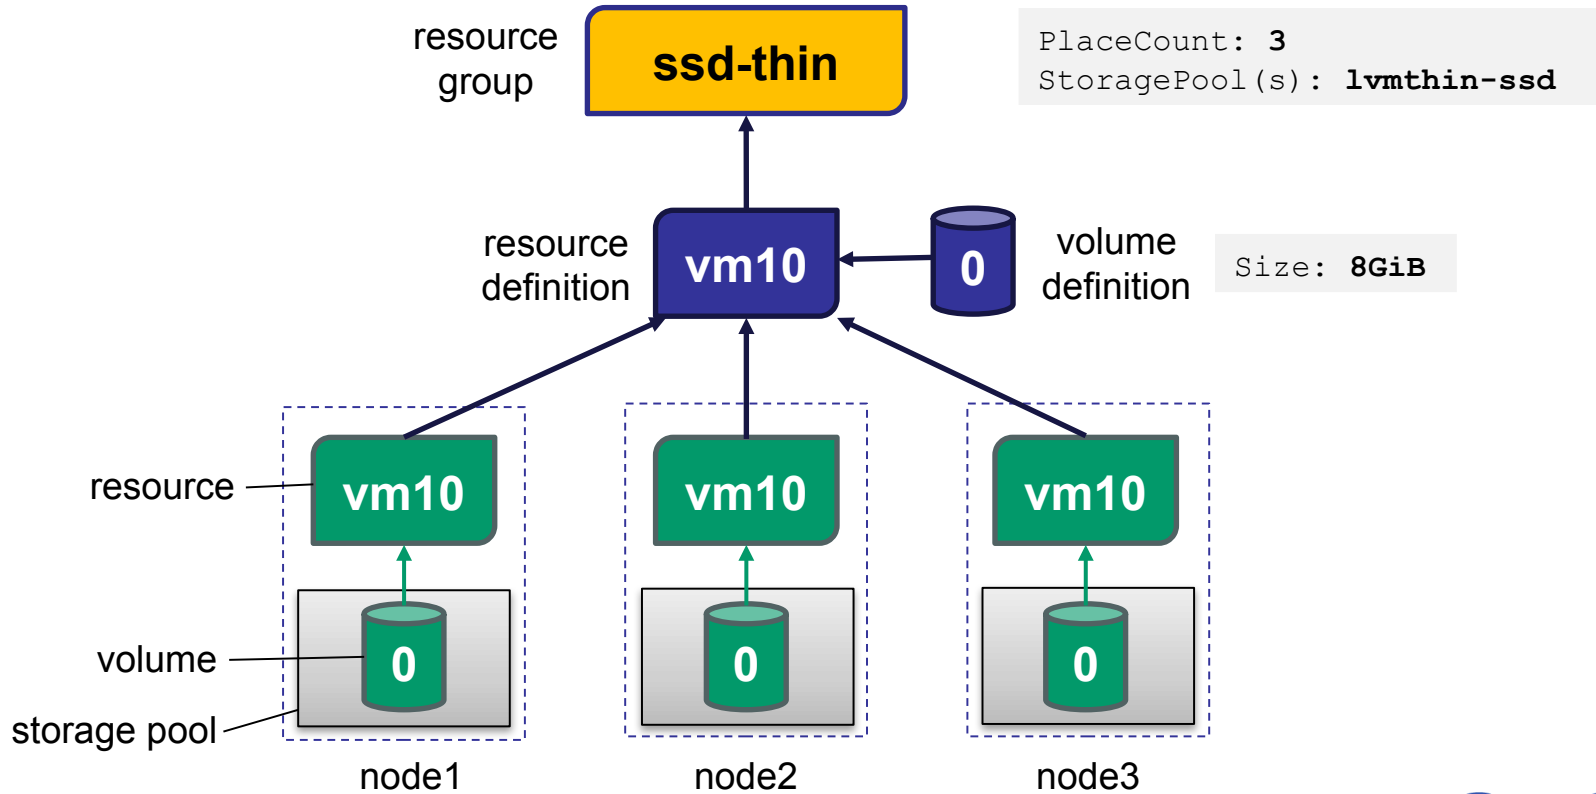 resource
group
ssd-thin
PlaceCount: 3
StoragePool(s): lvmthin-ssd
resource
definition
vm10
0
volume
definition
Size: 8GiB
resource
vm10
vm10
vm10
volume
0
0
0
storage pool
node1
node2
node3